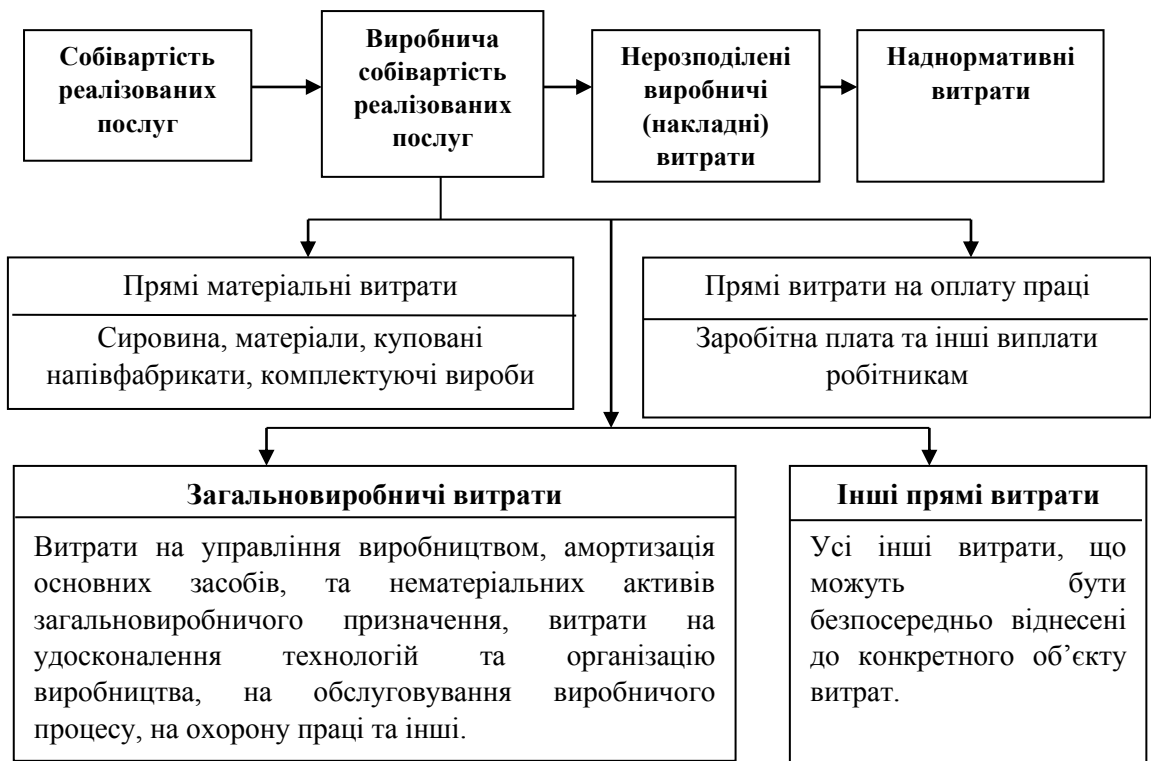 Собівартість
реалізованих
послуг
Виробнича
собівартість
реалізованих
послуг
Нерозподілені
виробничі
(накладні)
витрати
Наднормативні
витрати
Прямі матеріальні витрати
Сировина, матеріали, куповані
напівфабрикати, комплектуючі вироби
Прямі витрати на оплату праці
Заробітна плата та інші виплати
робітникам
Загальновиробничі витрати
Витрати на управління виробництвом, амортизація
основних засобів, та нематеріальних активів
загальновиробничого призначення, витрати на
удосконалення технологій та організацію
виробництва, на обслуговування виробничого
процесу, на охорону праці та інші.
Інші прямі витрати
Усі інші витрати, що
можуть бути
безпосередньо віднесені
до конкретного об’єкту
витрат.